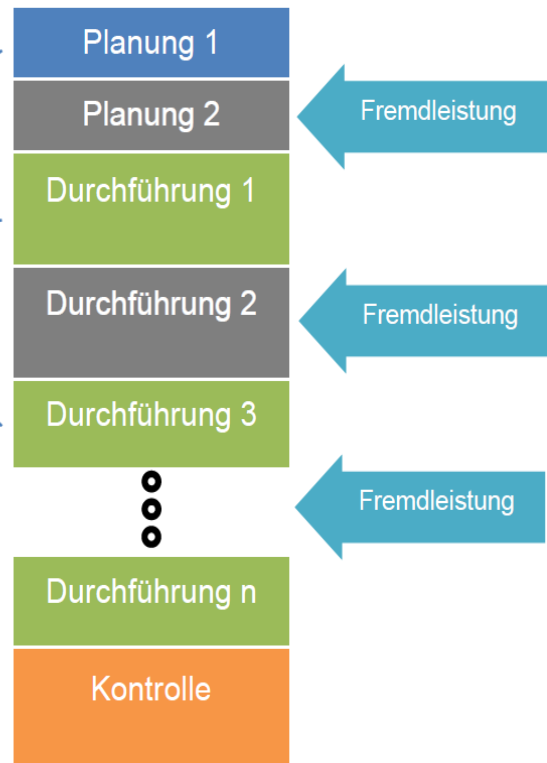 Planung 1
Planung 2
Fremdleistung
Durchführung 1
Durchführung 2
Fremdleistung
Durchführung 3
Fremdleistung
Durchführung n
Kontrolle